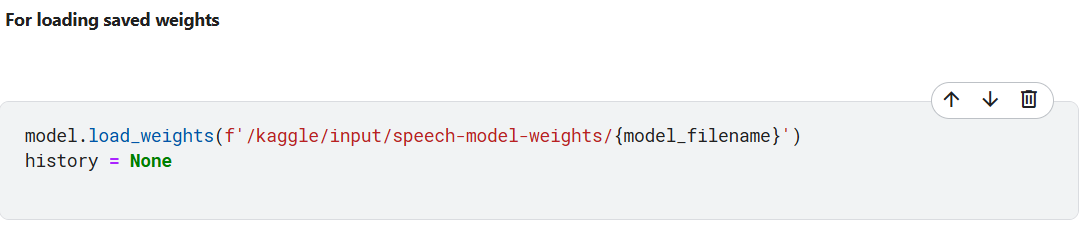 For loading saved weights
model.load_weights(f'/kaggle/input/speech-model-weights/{model_filename}')
history = None